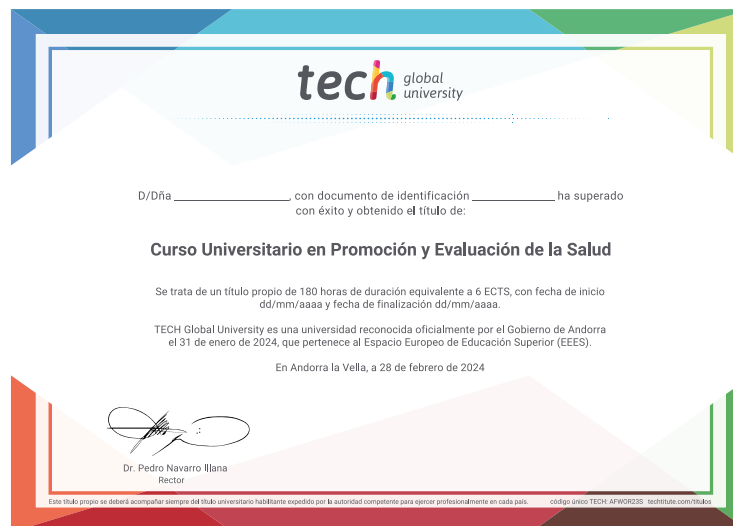 tech global university
D/Dña ____________________, con documento de identificación ______________ ha superado
con éxito y obtenido el título de:
Curso Universitario en Promoción y Evaluación de la Salud
Se trata de un título propio de 180 horas de duración equivalente a 6 ECTS, con fecha de inicio
dd/mm/aaaa y fecha de finalización dd/mm/aaaa.
TECH Global University es una universidad reconocida oficialmente por el Gobierno de Andorra
el 31 de enero de 2024, que pertenece al Espacio Europeo de Educación Superior (EEES).
En Andorra la Vella, a 28 de febrero de 2024
Dr. Pedro Navarro Illana
Rector
Este título propio se deberá acompañar siempre del título universitario habilitante expedido por la autoridad competente para ejercer profesionalmente en cada país. código único TECH: AFWOR23S techtitute.com/titulos